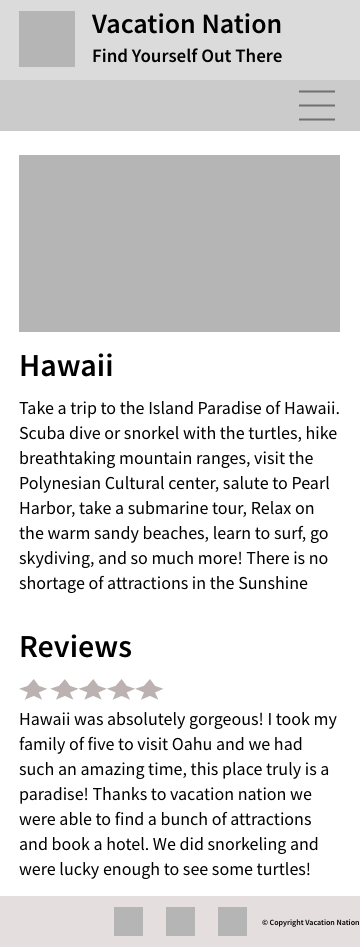 Vacation Nation
Find Yourself Out There
Hawaii
Take a trip to the Island Paradise of Hawaii.
Scuba dive or snorkel with the turtles, hike
breathtaking mountain ranges, visit the
Polynesian Cultural center, salute to Pearl
Harbor, take a submarine tour, Relax on
the warm sandy beaches, learn to surf, go
skydiving, and so much more! There is no
shortage of attractions in the Sunshine
Reviews
Hawaii was absolutely gorgeous! I took my
family of five to visit Oahu and we had
such an amazing time, this place truly is a
paradise! Thanks to vacation nation we
were able to find a bunch of attractions
and book a hotel. We did snorkeling and
were lucky enough to see some turtles!
© Copyright Vacation Nation